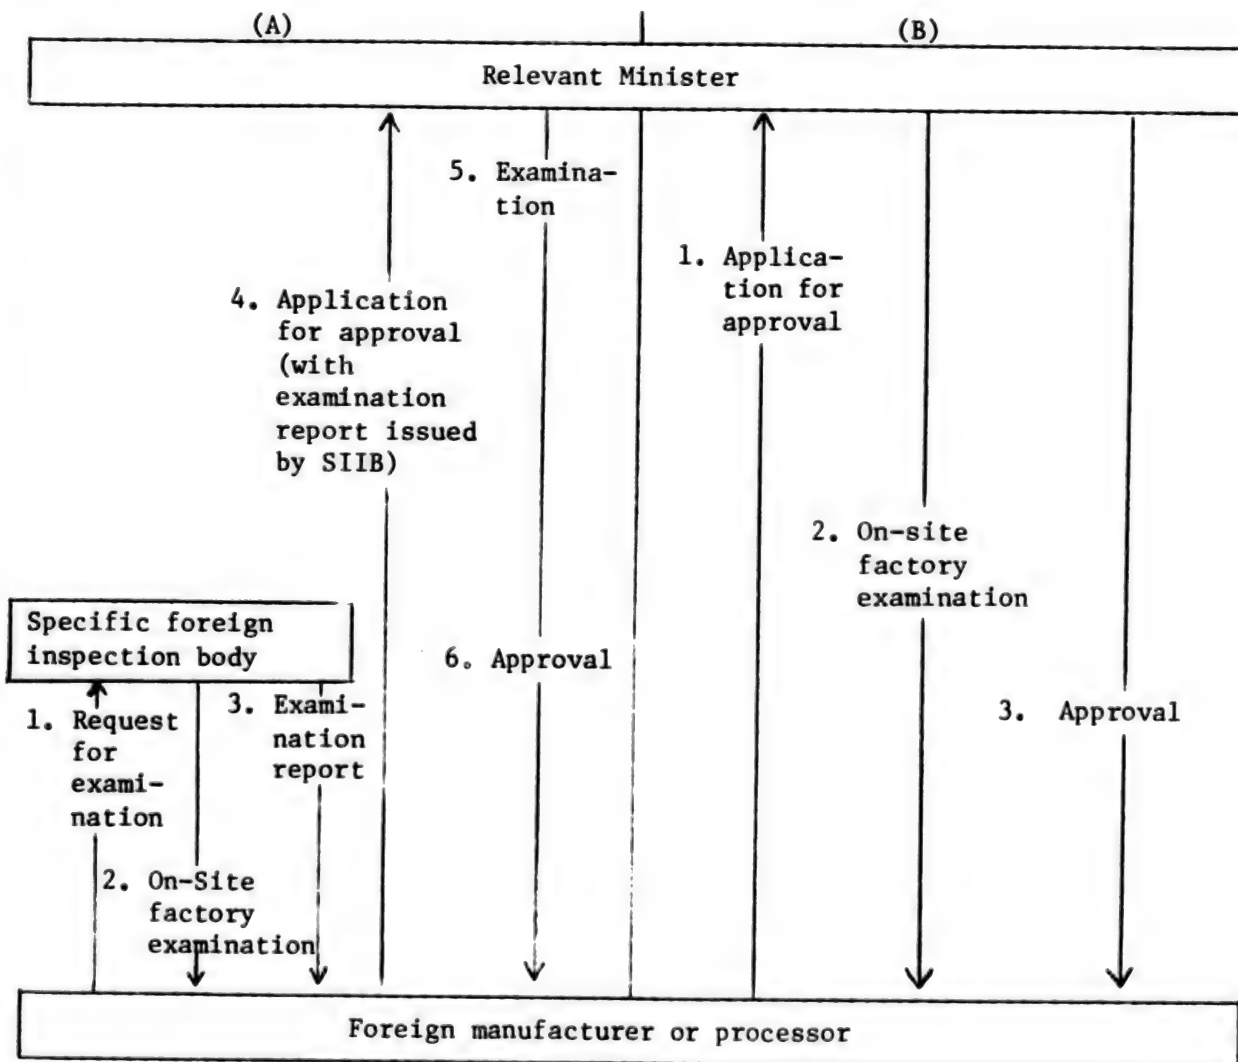 (A)
(B)
Relevant Minister
5. Examina-
tion
1. Applica-
tion for
approval
4. Application
for approval
(with
examination
report issued
by SIIB)
2. On-site
factory
examination
Specific foreign
inspection body
6. Approval
3. Approval
1. Request
for
exami-
nation
3. Exami-
nation
report
2. On-Site
factory
examination
Foreign manufacturer or processor